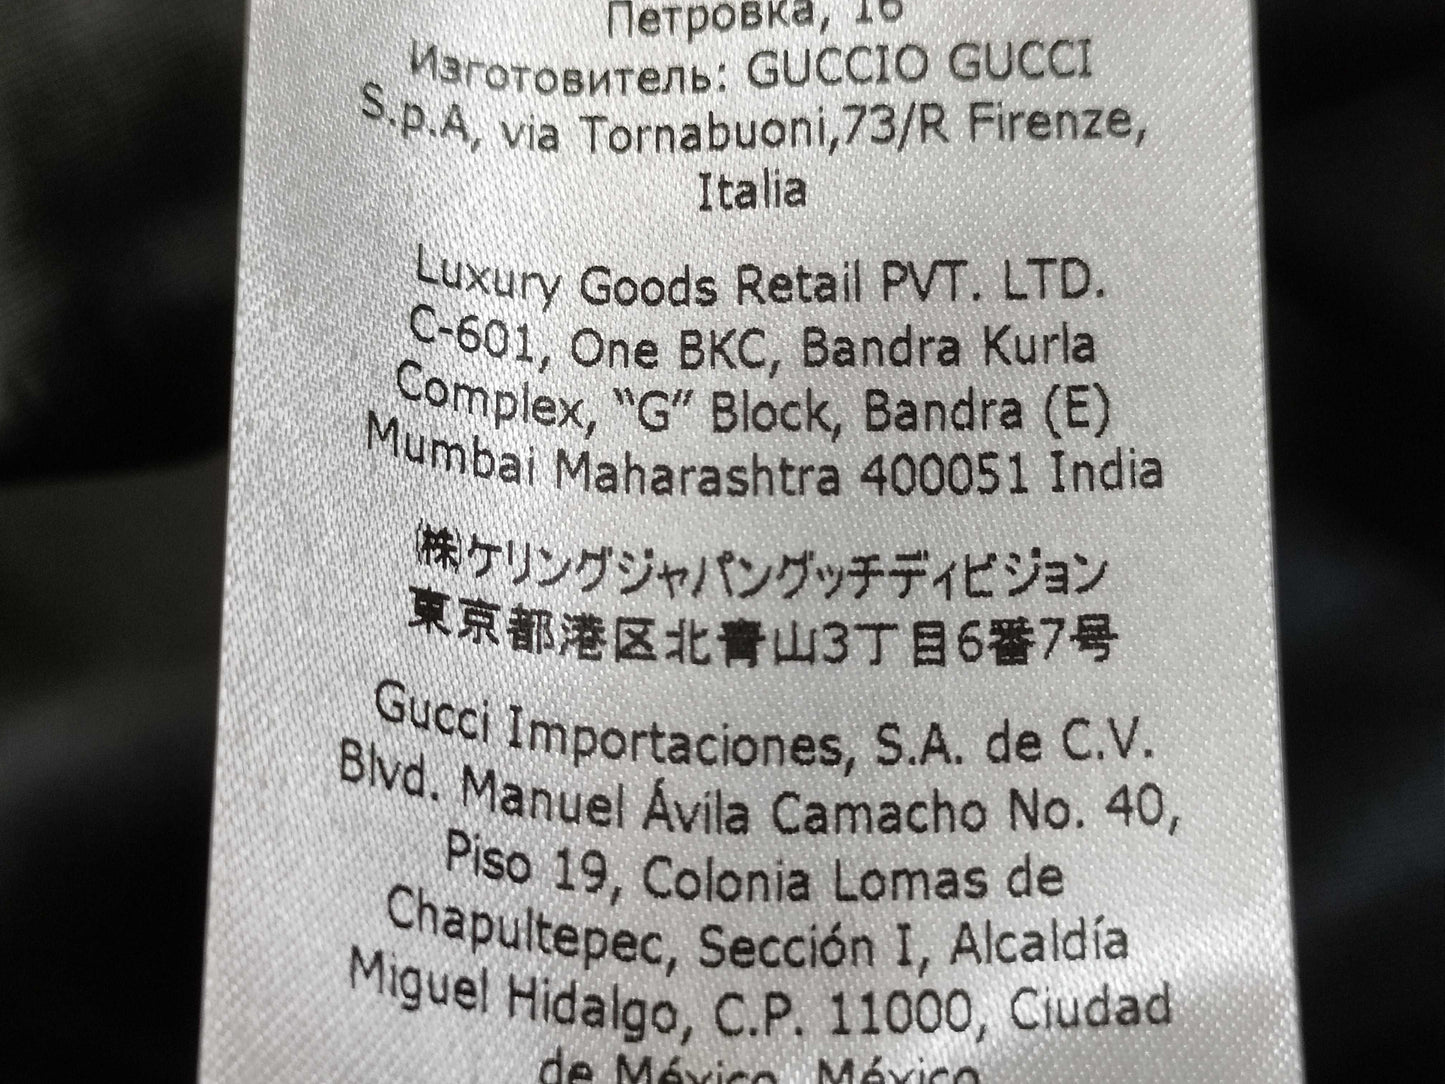 Петровка, 16
Изготовитель: GUCCIO GUCCI
S.p.A, via Tornabuoni,73/R Firenze,
Italia
Luxury Goods Retail PVT. LTD.
C-601, One BKC, Bandra Kurla
Complex, “G” Block, Bandra (E)
Mumbai Maharashtra 400051 India
(株)ケリングジャパングッチディビジョン
東京都港区北青山3丁目6番7号
Gucci Importaciones, S.A. de C.V.
Blvd. Manuel Ávila Camacho No. 40,
Piso 19, Colonia Lomas de
Chapultepec, Sección I, Alcaldía
Miguel Hidalgo, C.P. 11000, Ciudad
de México, México